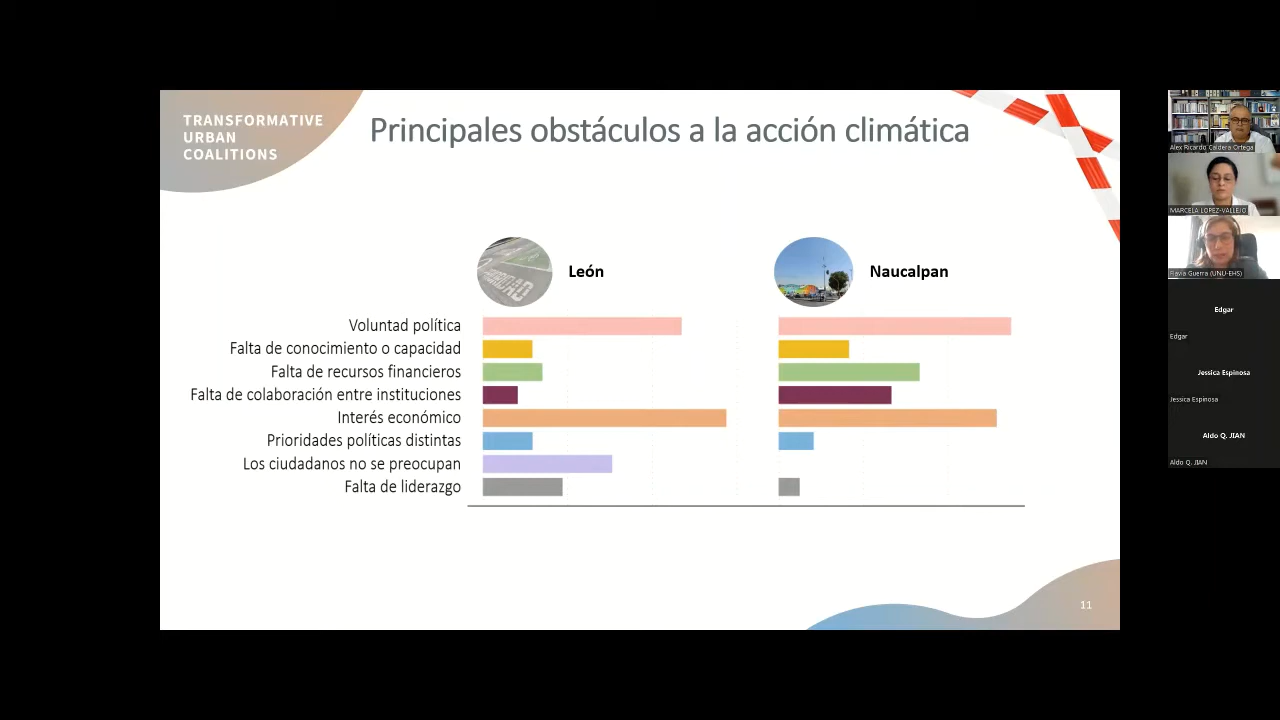 TRANSFORMATIVE
URBAN
COALITIONS
Principales obstáculos a la acción climática
León
Naucalpan
Voluntad política
Falta de conocimiento o capacidad
Falta de recursos financieros
Falta de colaboración entre instituciones
Interés económico
Prioridades políticas distintas
Los ciudadanos no se preocupan
Falta de liderazgo
11
Alex Ricardo Caldera Ortega
MARCELA LOPEZ-VALLEJO
Flavia Guerra (UNU-EHS)
Edgar
Edgar
Jessica Espinosa
Jessica Espinosa
Aldo Q. JIAN
Aldo Q. JIAN